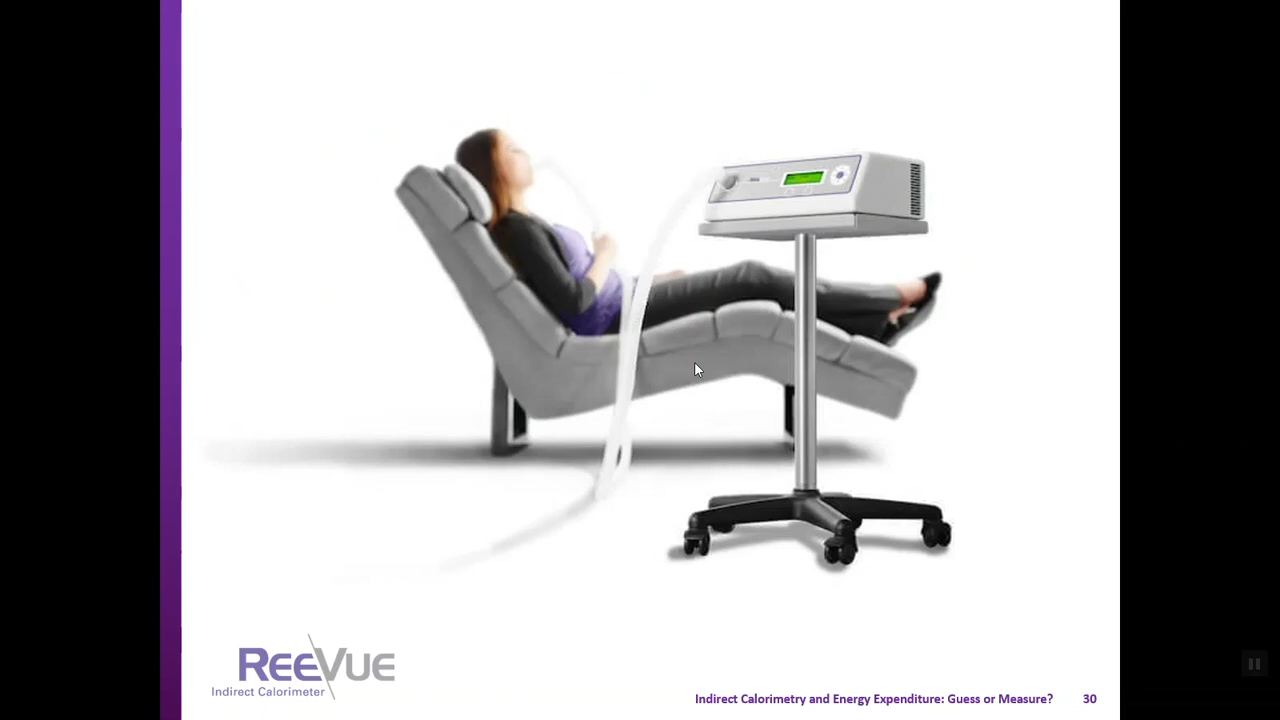 REEVUE
Indirect Calorimeter
Indirect Calorimetry and Energy Expenditure: Guess or Measure? 30